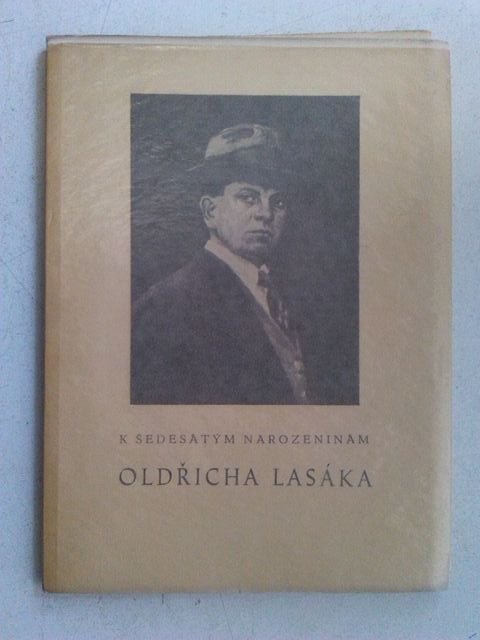 K ŠEDESÁTÝM NAROZENINÁM
OLDŘICHA LASÁKA